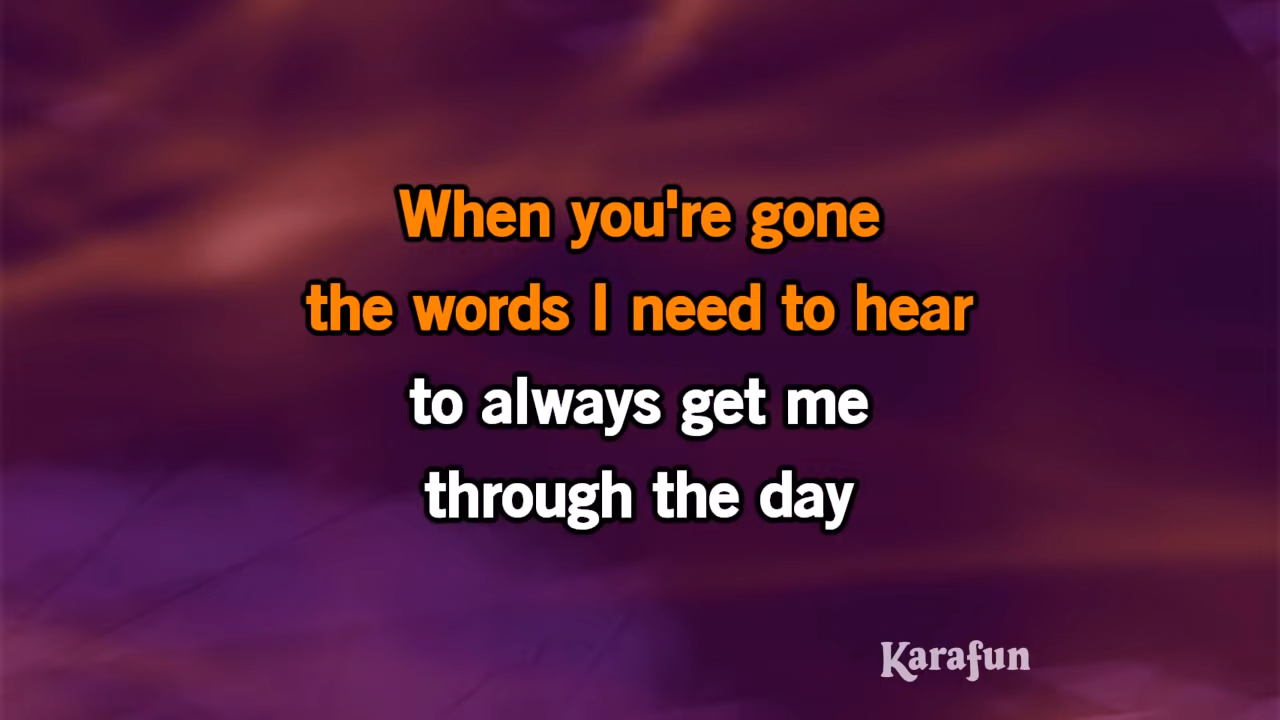 When you're gone
the words I need to hear
to always get me
through the day
Karafun